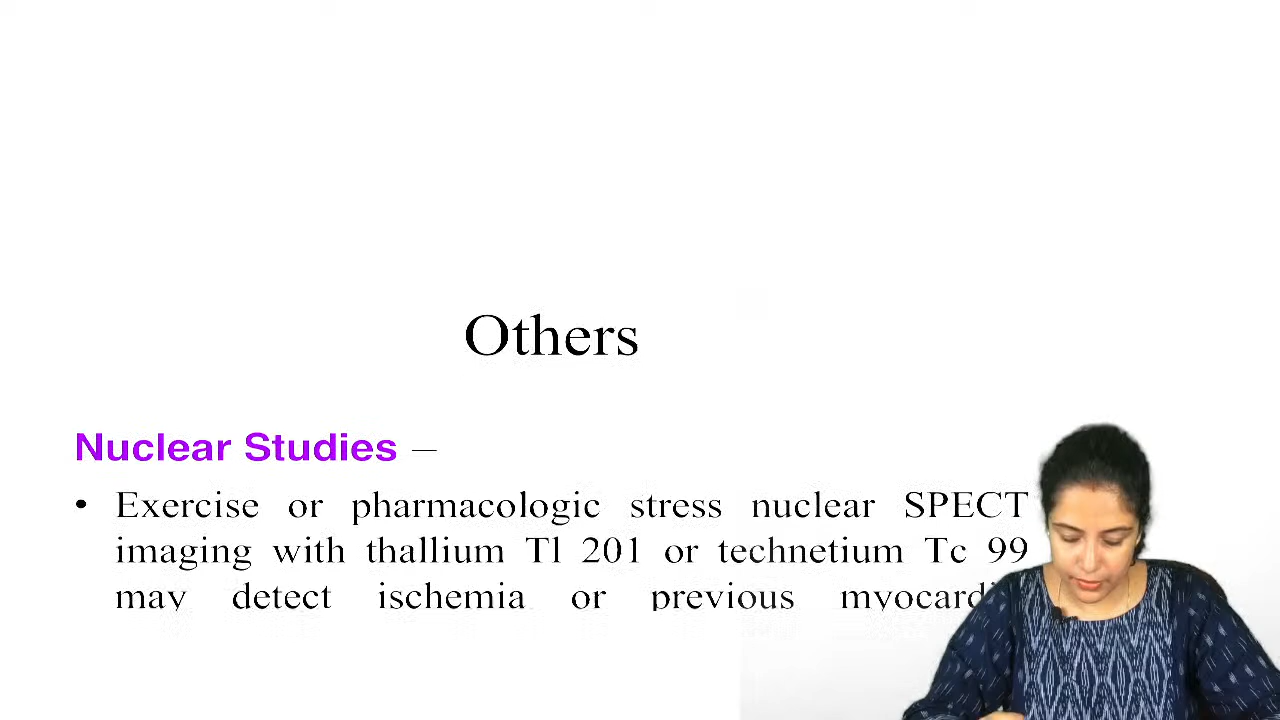 Others
Nuclear Studies –
• Exercise or pharmacologic stress nuclear SPECT
imaging with thallium Tl 201 or technetium Tc 99
may detect ischemia or previous